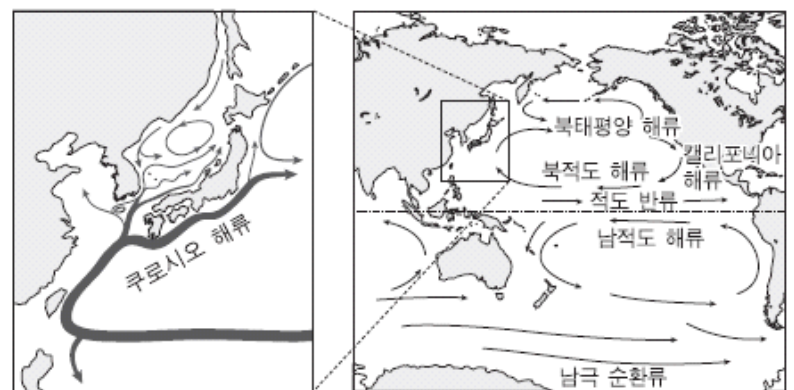 쿠로시오 해류
북태평양 해류
캘리포니아
해류
북적도 해류
적도 반류
남적도 해류
남극 순환류